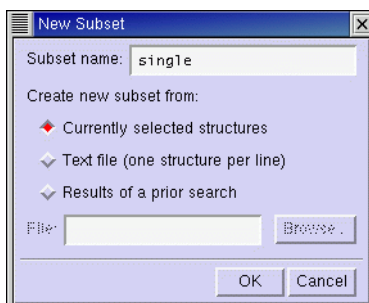 New Subset
Subset name: single
Create new subset from:
Currently selected structures
Text file (one structure per line)
Results of a prior search
File: Browse..
OK Cancel